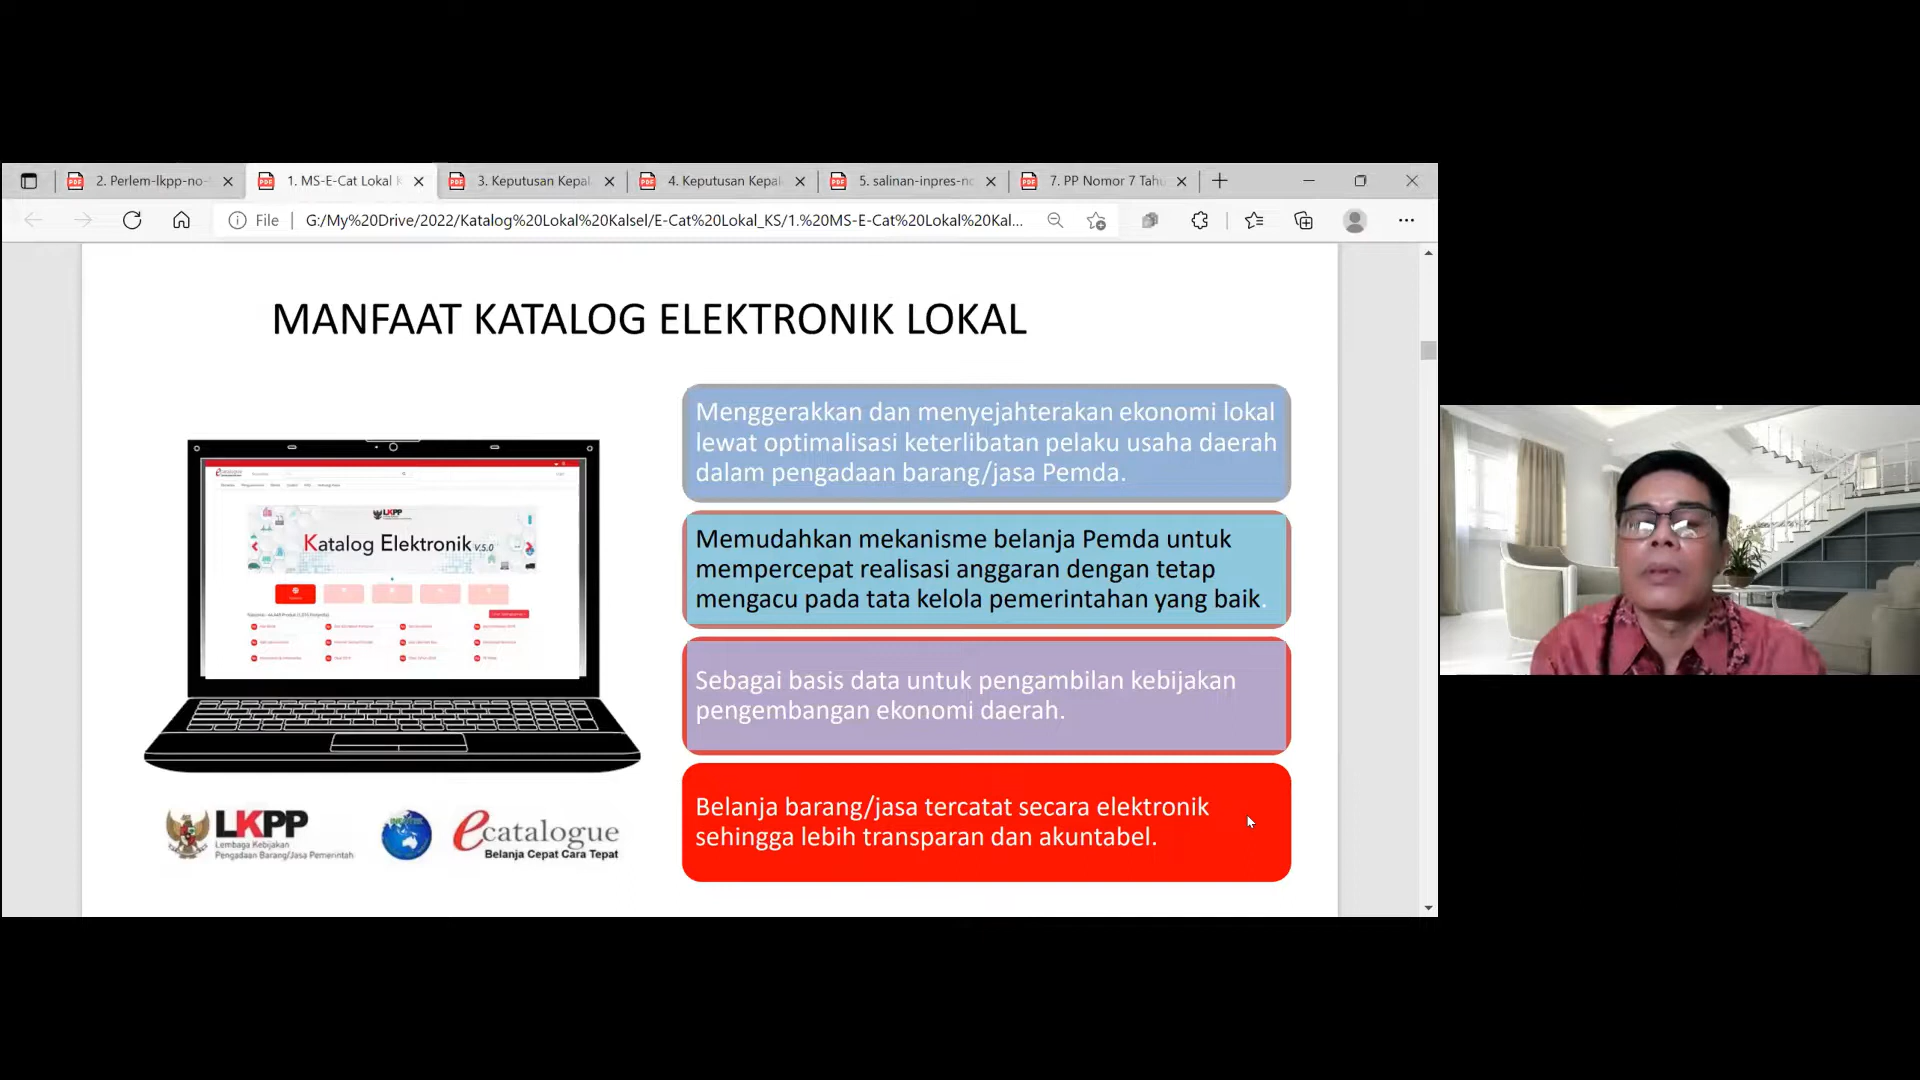 2. Perlem-lkpp-no-
1. MS-E-Cat Lokal K
3. Keputusan Kepal
4. Keputusan Kepal
5. salinan-inpres-no
7. PP Nomor 7 Tahu
File
G:/My%20Drive/2022/Katalog%20Lokal%20Kalsel/E-Cat%20Lokal_KS/1.%20MS-E-Cat%20Lokal%20Kal...
MANFAAT KATALOG ELEKTRONIK LOKAL
Menggerakkan dan menyejahterakan ekonomi lokal
lewat optimalisasi keterlibatan pelaku usaha daerah
dalam pengadaan barang/jasa Pemda.
Memudahkan mekanisme belanja Pemda untuk
mempercepat realisasi anggaran dengan tetap
mengacu pada tata kelola pemerintahan yang baik.
Sebagai basis data untuk pengambilan kebijakan
pengembangan ekonomi daerah.
Belanja barang/jasa tercatat secara elektronik
sehingga lebih transparan dan akuntabel.
LKPP
Katalog Elektronik V.5.0
LKPP
Lembaga Kebijakan
Pengadaan Barang/Jasa Pemerintah
ecatalogue
Belanja Cepat Cara Tepat